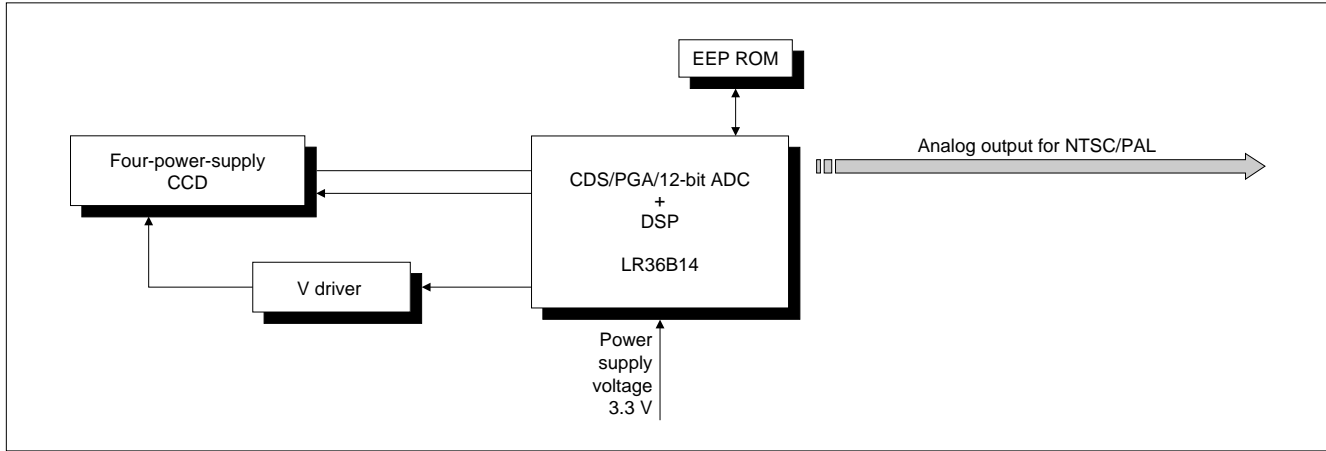 EEP ROM
Four-power-supply
CCD
CDS/PGA/12-bit ADC
+
DSP
LR36B14
Analog output for NTSC/PAL
V driver
Power
supply
voltage
3.3 V